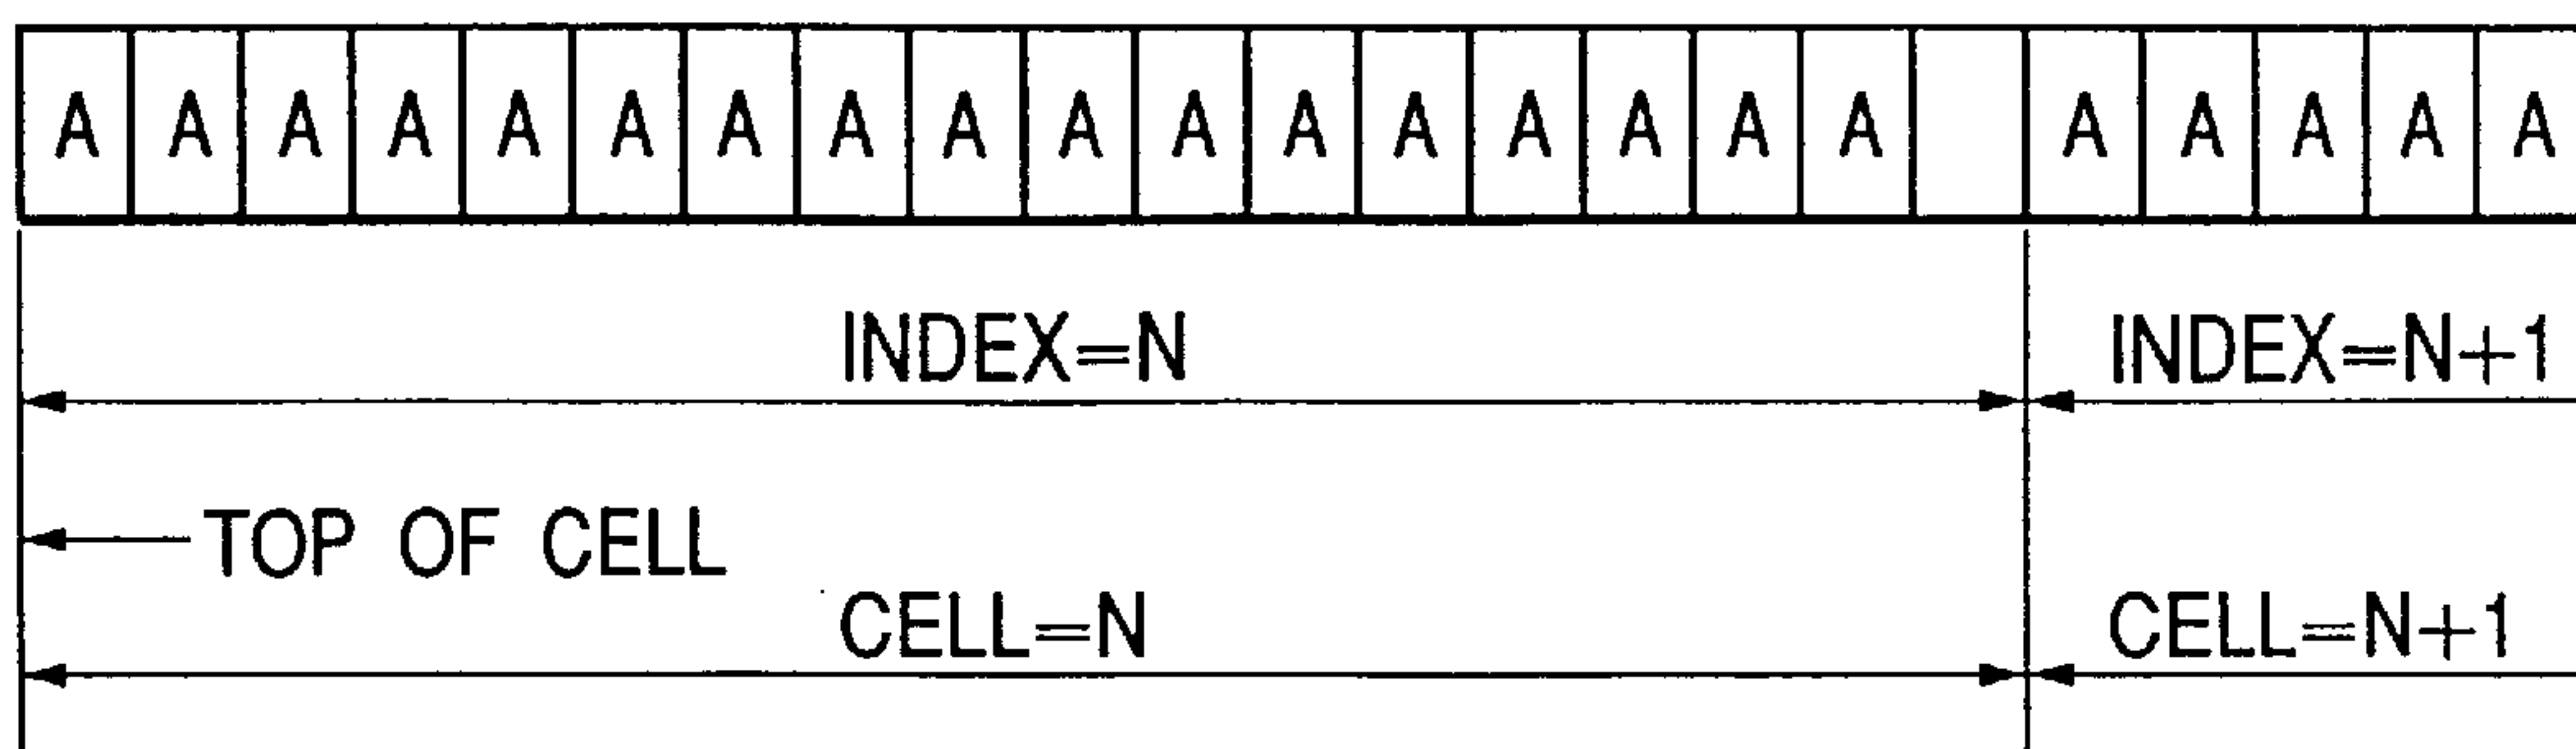 A A A A A A A A A A A A A A A A A A A A A A
INDEX=N INDEX=N+1
TOP OF CELL
CELL=N CELL=N+1